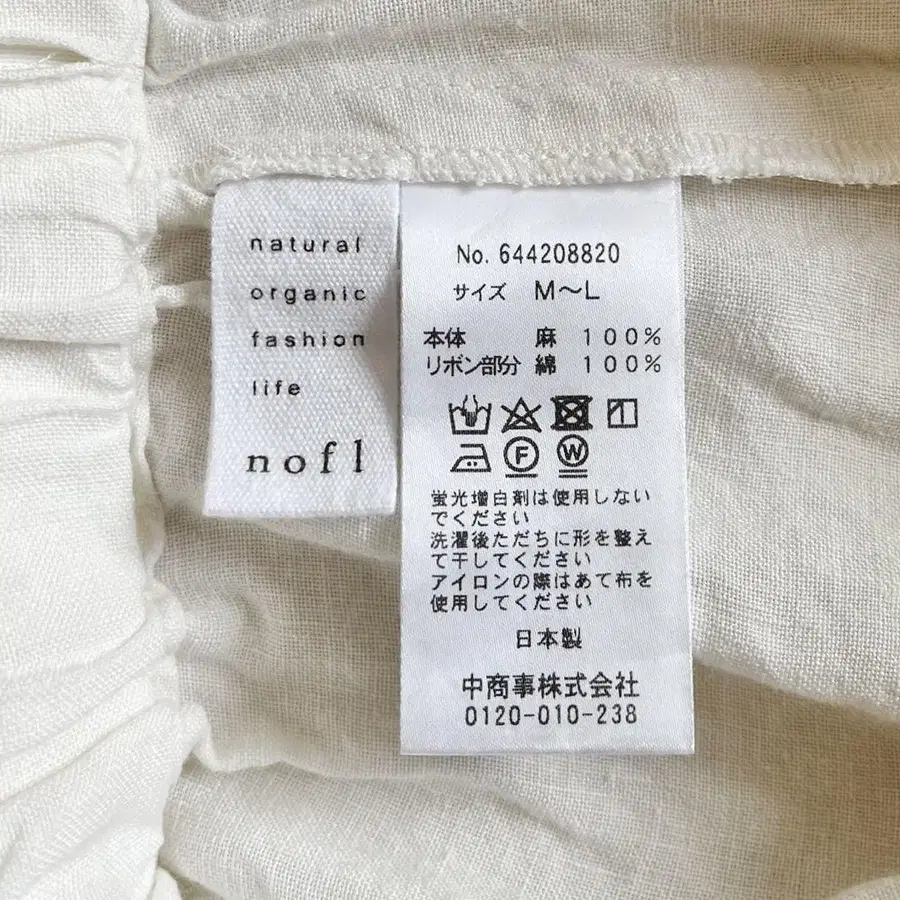 natural
organic
fashion
life
nofl
No. 644208820
サイズ M～L
本体 麻 100%
リボン部分 綿 100%
F W
蛍光増白剤は使用しない
でください
洗濯後ただちに形を整え
て干してください
アイロンの際はあて布を
使用してください
日本製
中商事株式会社
0120-010-238